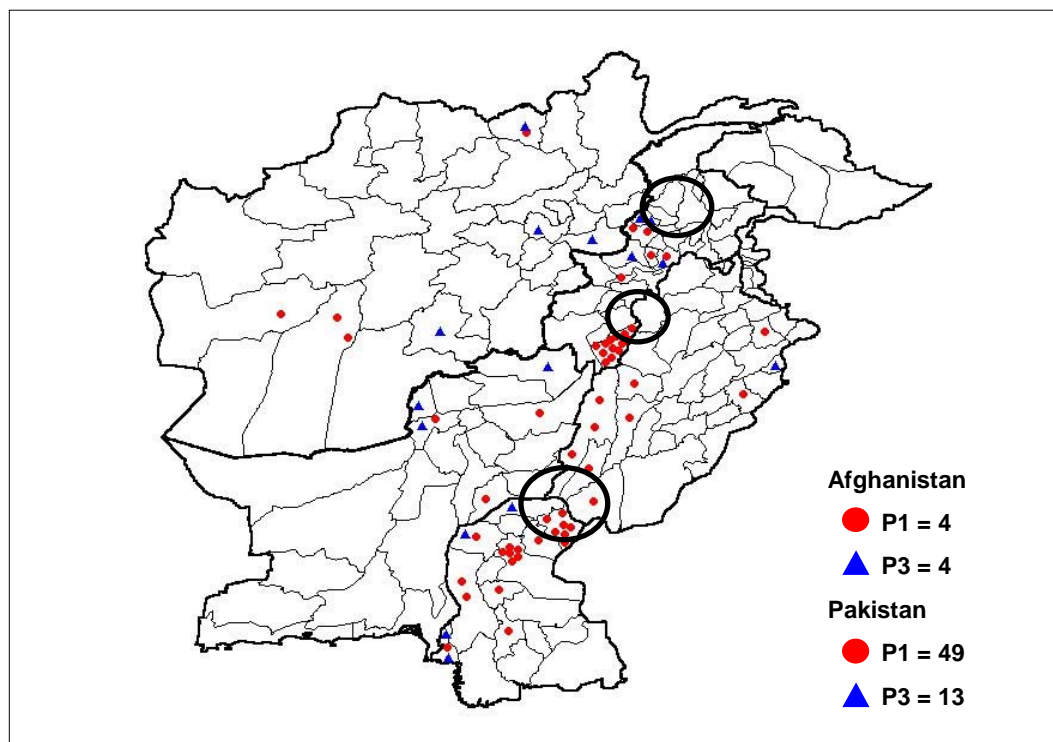 Afghanistan
P1 = 4
P3 = 4
Pakistan
P1 = 49
P3 = 13